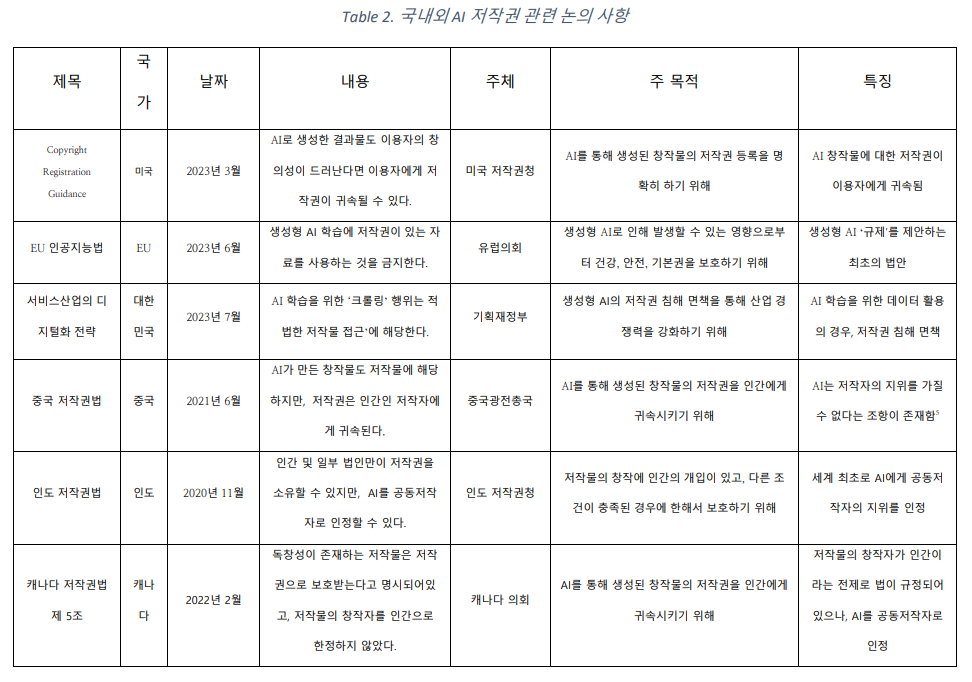 Table 2. 국내외 AI 저작권 관련 논의 사항
제목
국
가
날짜
내용
주체
주 목적
특징
Copyright
Registration
Guidance
미국
2023년 3월
AI로 생성한 결과물도 이용자의 창
의성이 드러난다면 이용자에게 저
작권이 귀속될 수 있다.
미국 저작권청
AI를 통해 생성된 창작물의 저작권 등록을 명
확히 하기 위해
AI 창작물에 대한 저작권이
이용자에게 귀속됨
EU 인공지능법
EU
2023년 6월
생성형 AI 학습에 저작권이 있는 자
료를 사용하는 것을 금지한다.
유럽의회
생성형 AI로 인해 발생할 수 있는 영향으로부
터 건강, 안전, 기본권을 보호하기 위해
생성형 AI ‘규제’를 제안하는
최초의 법안
서비스산업의 디
지털화 전략
대한
민국
2023년 7월
AI 학습을 위한 ‘크롤링’ 행위는 적
법한 저작물 접근’에 해당한다.
기획재정부
생성형 AI의 저작권 침해 면책을 통해 산업 경
쟁력을 강화하기 위해
AI 학습을 위한 데이터 활용
의 경우, 저작권 침해 면책
중국 저작권법
중국
2021년 6월
AI가 만든 창작물도 저작물에 해당
하지만, 저작권은 인간인 저작자에
게 귀속된다.
중국광전총국
AI를 통해 생성된 창작물의 저작권을 인간에게
귀속시키기 위해
AI는 저작자의 지위를 가질
수 없다는 조항이 존재함5
인도 저작권법
인도
2020년 11월
인간 및 일부 법인만이 저작권을
소유할 수 있지만, AI를 공동저작
자로 인정할 수 있다.
인도 저작권청
저작물의 창작에 인간의 개입이 있고, 다른 조
건이 충족된 경우에 한해서 보호하기 위해
세계 최초로 AI에게 공동저
작자의 지위를 인정
캐나다 저작권법
제 5조
캐나
다
2022년 2월
독창성이 존재하는 저작물은 저작
권으로 보호받는다고 명시되어있
고, 저작물의 창작자를 인간으로
한정하지 않았다.
캐나다 의회
AI를 통해 생성된 창작물의 저작권을 인간에게
귀속시키기 위해
저작물의 창작자가 인간이
라는 전제로 법이 규정되어
있으나, AI를 공동저작자로
인정